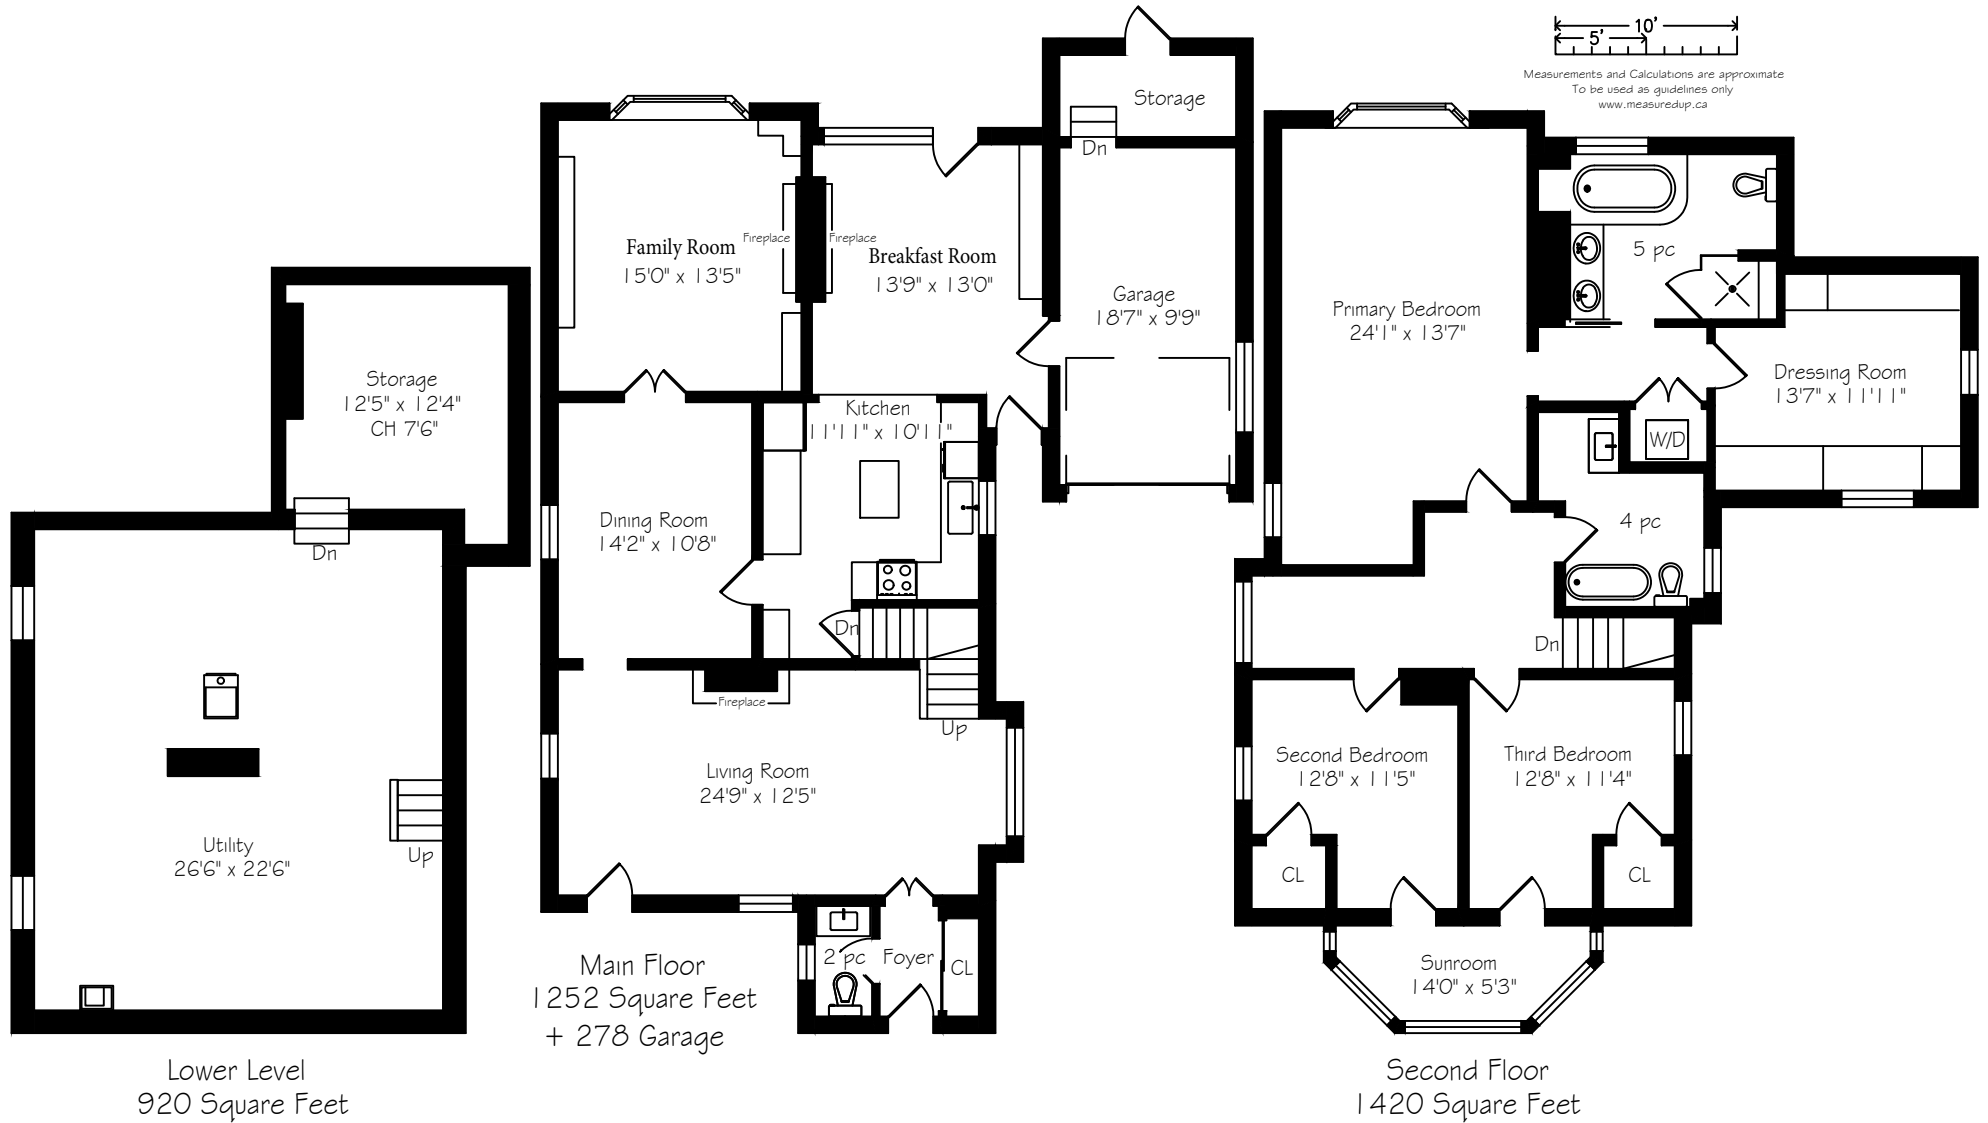 10'
5'
Measurements and Calculations are approximate
To be used as guidelines only
www.measuredup.ca
Storage
12'5" x 12'4"
CH 7'6"
Dn
Utility
26'6" x 22'6"
Up
Lower Level
920 Square Feet
Storage
Dn
Family Room
15'0" x 13'5"
Fireplace
Fireplace
Breakfast Room
13'9" x 13'0"
Garage
18'7" x 9'9"
Kitchen
11'11" x 10'11"
Dining Room
14'2" x 10'8"
Dn
Fireplace
Up
Living Room
24'9" x 12'5"
2 pc
Foyer
CL
Main Floor
1252 Square Feet
+ 278 Garage
5 pc
Primary Bedroom
24'1" x 13'7"
Dressing Room
13'7" x 11'11"
W/D
4 pc
Dn
Second Bedroom
12'8" x 11'5"
Third Bedroom
12'8" x 11'4"
CL
CL
Sunroom
14'0" x 5'3"
Second Floor
1420 Square Feet